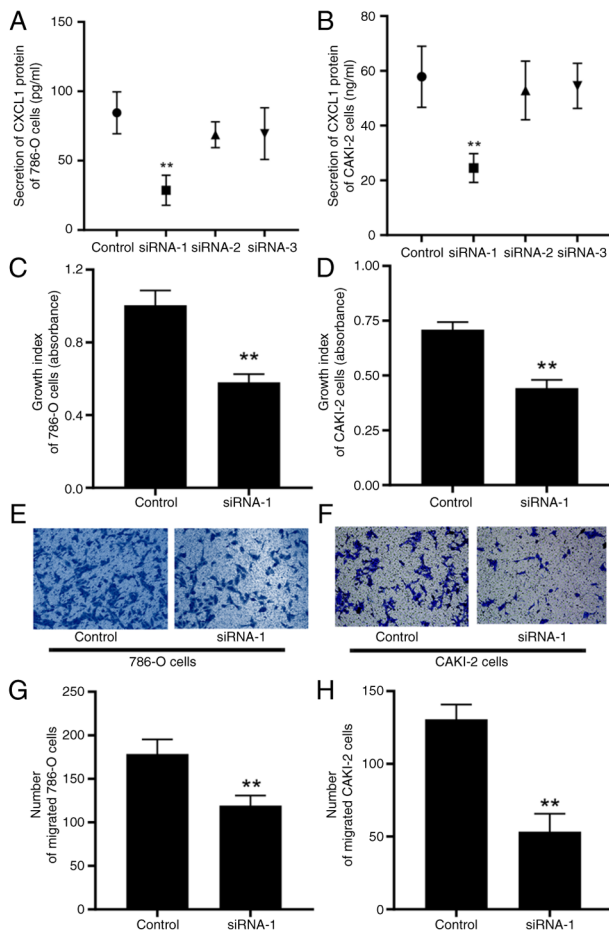 A
Secretion of CXCL1 protein
of 786-O cells (pg/ml)
150
100
50
0
**
Control siRNA-1 siRNA-2 siRNA-3
B
Secretion of CXCL1 protein
of CAKI-2 cells (ng/ml)
80
60
40
20
0
**
Control siRNA-1 siRNA-2 siRNA-3
C
Growth index
of 786-O cells (absorbance)
1.2
0.8
0.4
0.0
**
Control siRNA-1
D
Growth index
of CAKI-2 cells (absorbance)
1.00
0.75
0.50
0.25
0.00
**
Control siRNA-1
E
Control siRNA-1
786-O cells
F
Control siRNA-1
CAKI-2 cells
G
Number
of migrated 786-O cells
250
200
150
100
50
0
**
Control siRNA-1
H
Number
of migrated CAKI-2 cells
150
100
50
0
**
Control siRNA-1